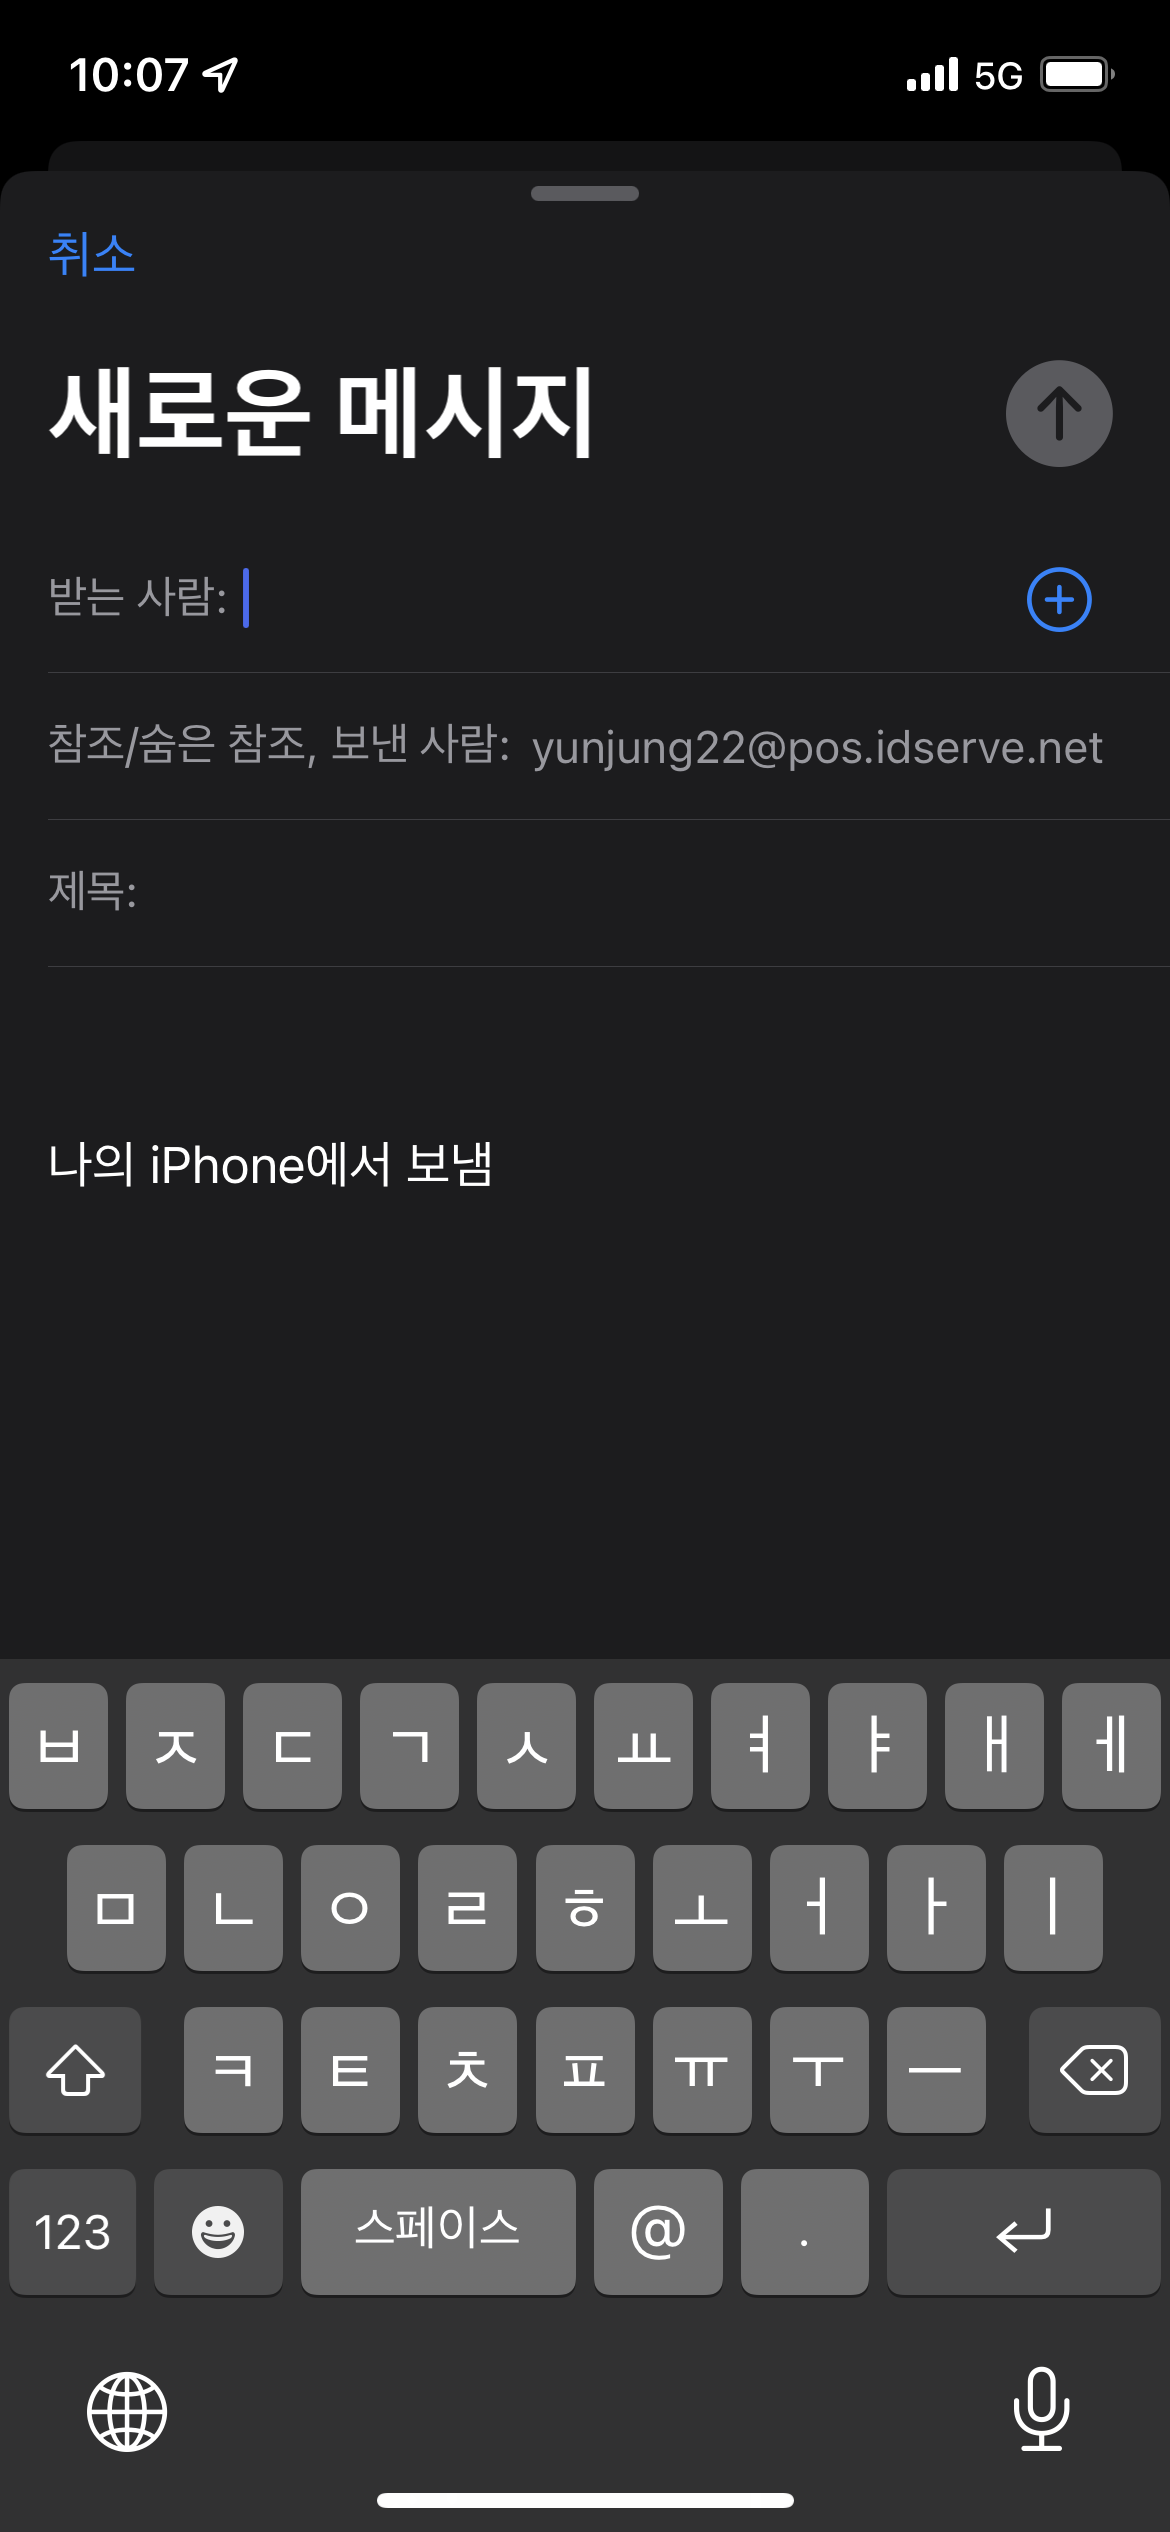 10:07
5G
취소
새로운 메시지
받는 사람:
참조/숨은 참조, 보낸 사람: yunjung22@pos.idserve.net
제목:
나의 iPhone에서 보냄
ㅂ ㅈ ㄷ ㄱ ㅅ ㅛ ㅕ ㅑ ㅐ ㅔ
ㅁ ㄴ ㅇ ㄹ ㅎ ㅗ ㅓ ㅏ ㅣ
ㅋ ㅌ ㅊ ㅍ ㅠ ㅜ ㅡ
123 스페이스 @ .